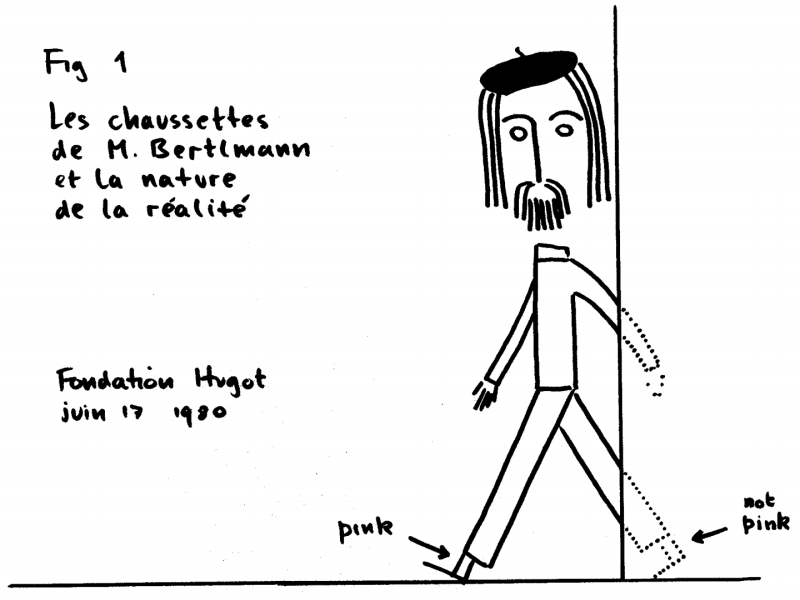 Fig 1
Les chaussettes
de M. Bertlmann
et la nature
de la réalité
Fondation Hugot
juin 17 1980
pink
not
pink